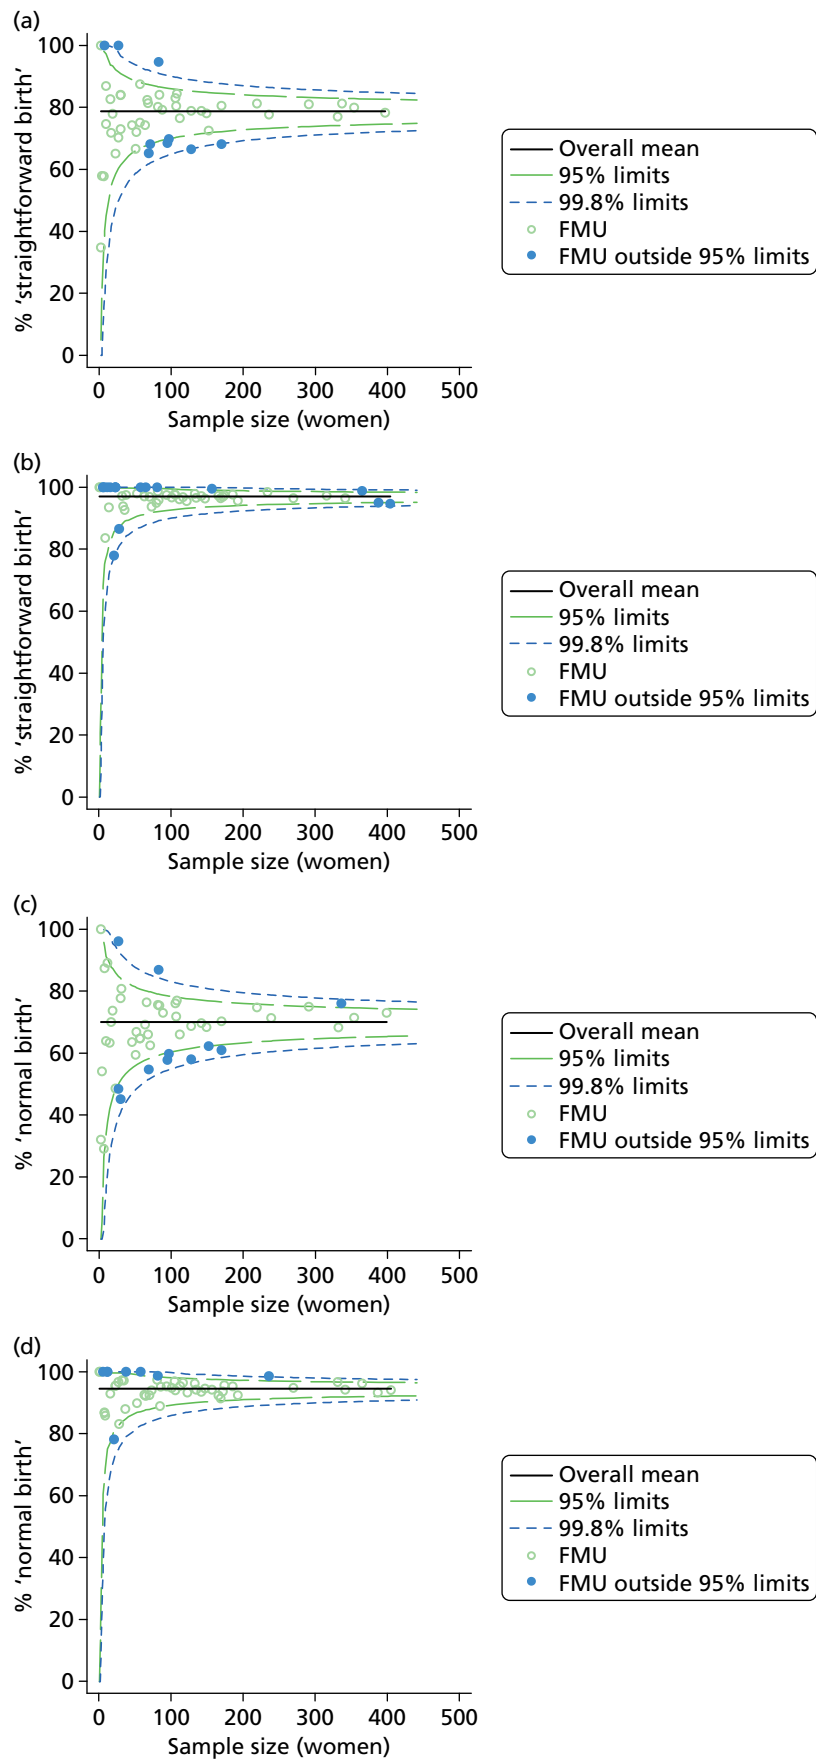 (a)
100
80
60
40
20
0
% ‘straightforward birth’
0 100 200 300 400 500
Sample size (women)
Overall mean
95% limits
99.8% limits
FMU
FMU outside 95% limits
(b)
100
80
60
40
20
0
% ‘straightforward birth’
0 100 200 300 400 500
Sample size (women)
Overall mean
95% limits
99.8% limits
FMU
FMU outside 95% limits
(c)
100
80
60
40
20
0
% ‘normal birth’
0 100 200 300 400 500
Sample size (women)
Overall mean
95% limits
99.8% limits
FMU
FMU outside 95% limits
(d)
100
80
60
40
20
0
% ‘normal birth’
0 100 200 300 400 500
Sample size (women)
Overall mean
95% limits
99.8% limits
FMU
FMU outside 95% limits